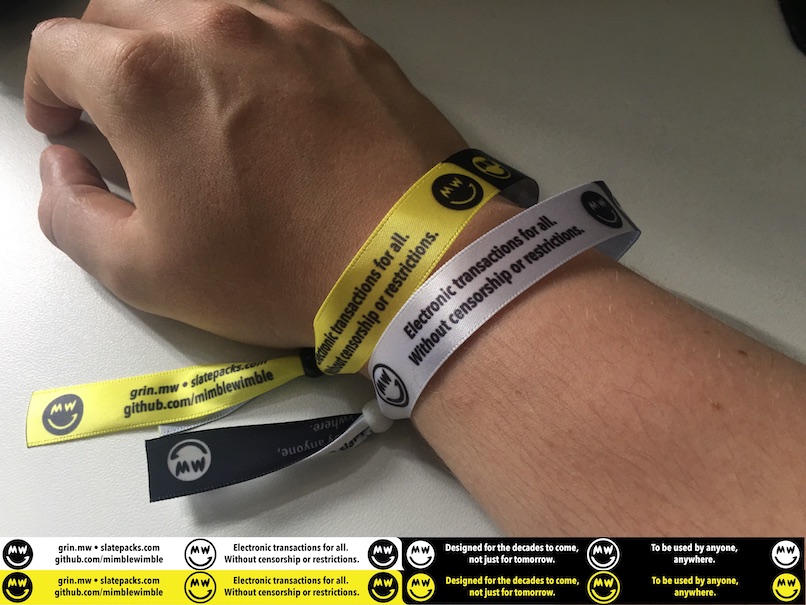 MW
MW
MW
Electronic transactions for all.
Without censorship or restrictions.
Electronic transactions for all.
Without censorship or restrictions.
MW
grin.mw • slatepacks.com
github.com/mimblewimble
MW
anyone,
MW
MW
grin.mw • slatepacks.com
github.com/mimblewimble
MW
Electronic transactions for all.
Without censorship or restrictions.
MW
MW
Designed for the decades to come,
not just for tomorrow.
MW
To be used by anyone,
anywhere.
MW
MW
grin.mw • slatepacks.com
github.com/mimblewimble
MW
Electronic transactions for all.
Without censorship or restrictions.
MW
MW
Designed for the decades to come,
not just for tomorrow.
MW
To be used by anyone,
anywhere.
MW